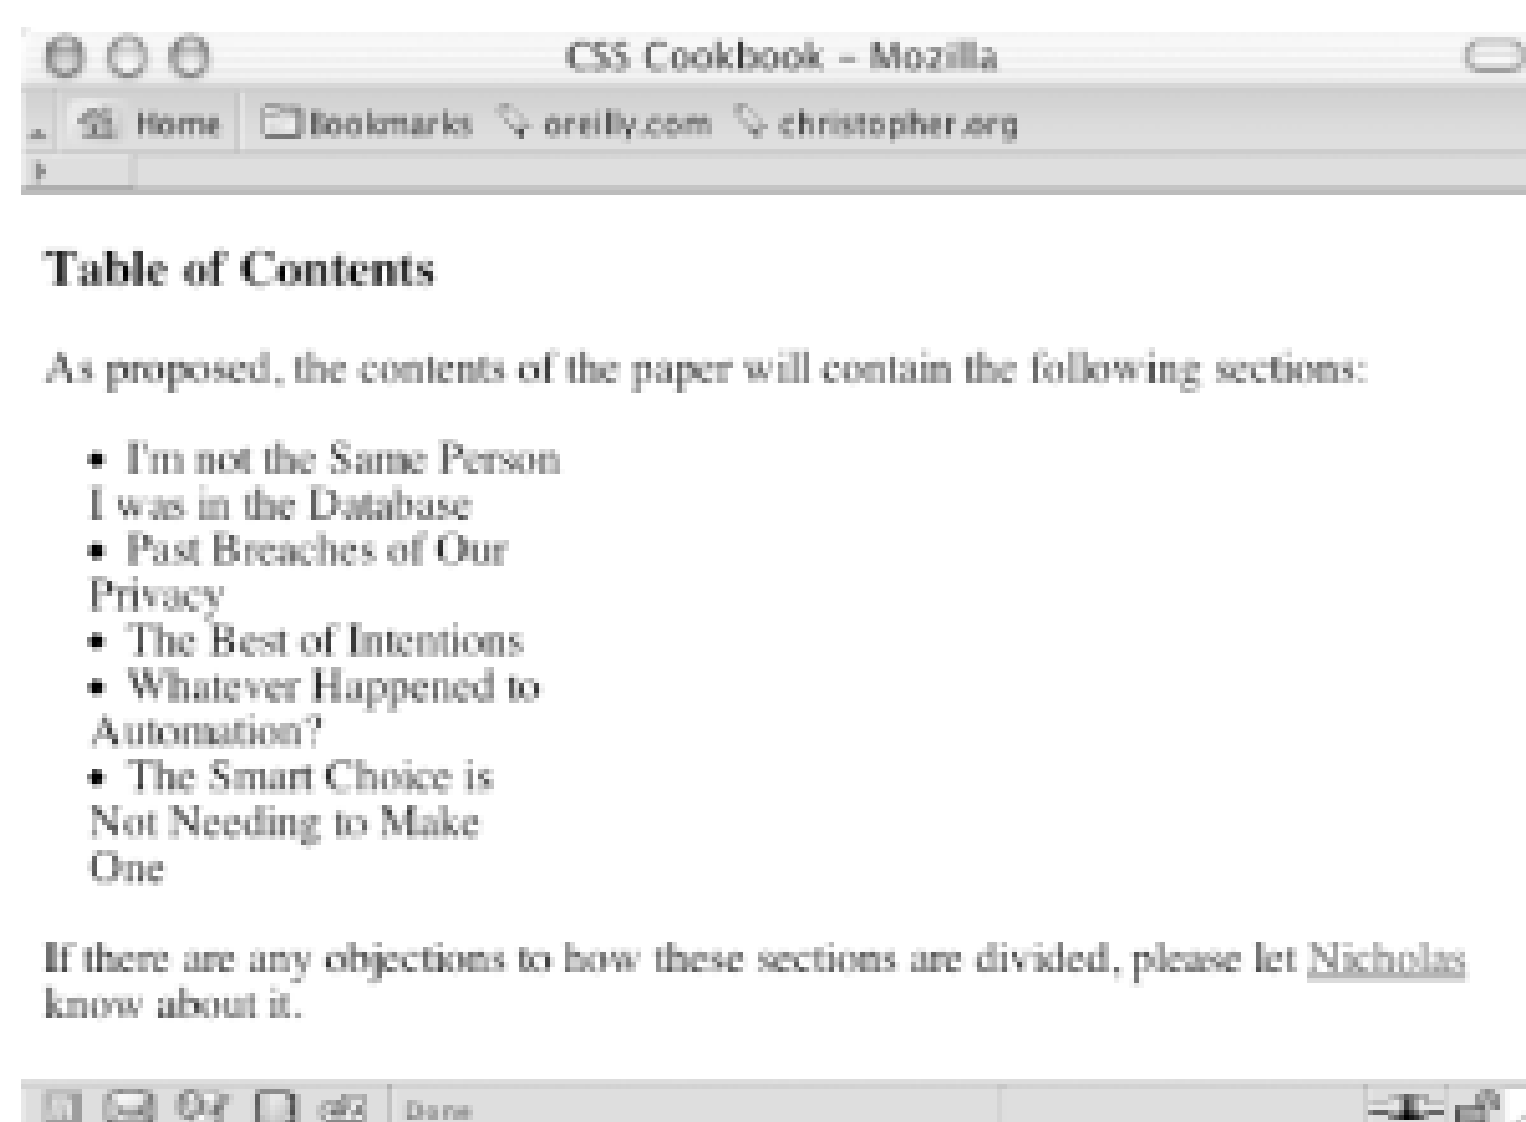 CSS Cookbook – Mozilla
Home Bookmarks oreilly.com christopher.org
Table of Contents
As proposed, the contents of the paper will contain the following sections:
• I'm not the Same Person
I was in the Database
• Past Breaches of Our
Privacy
• The Best of Intentions
• Whatever Happened to
Automation?
• The Smart Choice is
Not Needing to Make
One
If there are any objections to how these sections are divided, please let Nicholas
know about it.
Done